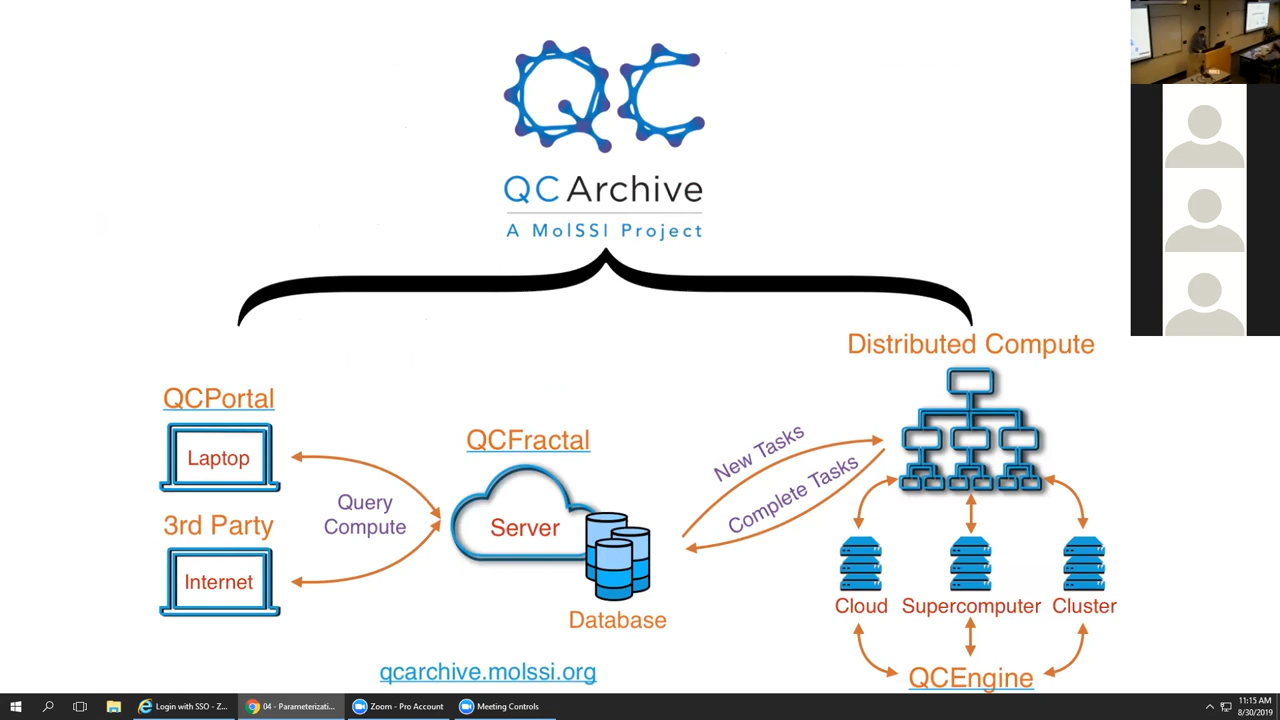 QC
QCArchive
A MolSSI Project
Distributed Compute
QCPortal
Laptop
QCFractal
Server
Query
Compute
3rd Party
Internet
Database
New Tasks
Complete Tasks
Cloud
Supercomputer
Cluster
QCEngine
qcarchive.molssi.org
Login with SSO - Z...
04 - Parameterizati...
Zoom - Pro Account
Meeting Controls
11:15 AM
8/30/2019